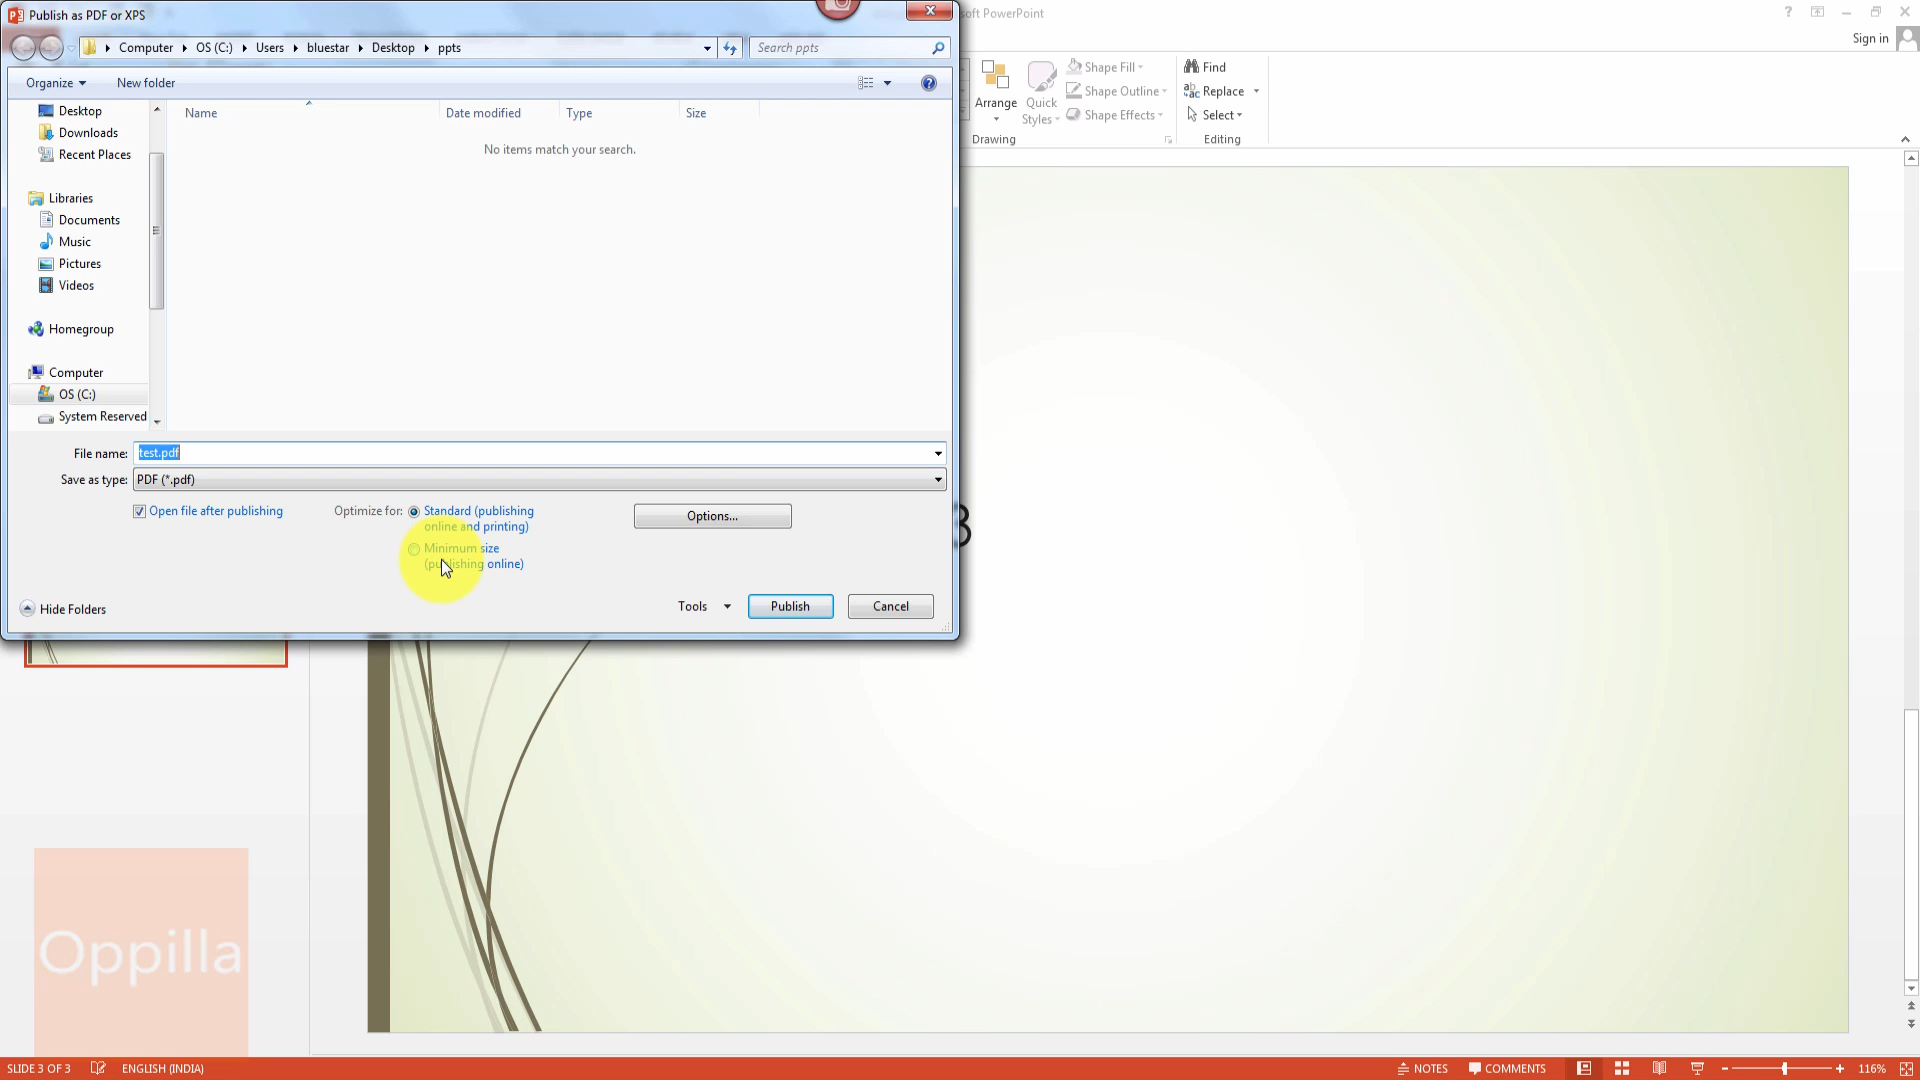 Publish as PDF or XPS
soft PowerPoint
Sign in
Computer OS (C:) Users bluestar Desktop ppts
Search ppts
Organize
New folder
Arrange
Quick
Styles
Shape Fill
Shape Outline
Shape Effects
Drawing
Find
Replace
Select
Editing
Name
Date modified
Type
Size
No items match your search.
Desktop
Downloads
Recent Places
Libraries
Documents
Music
Pictures
Videos
Homegroup
Computer
OS (C:)
System Reserved
File name: test.pdf
Save as type: PDF (*.pdf)
Open file after publishing
Optimize for:
Standard (publishing
online and printing)
Minimum size
(publishing online)
Options...
Hide Folders
Tools
Publish
Cancel
3
Oppilla
SLIDE 3 OF 3
ENGLISH (INDIA)
NOTES
COMMENTS
116%